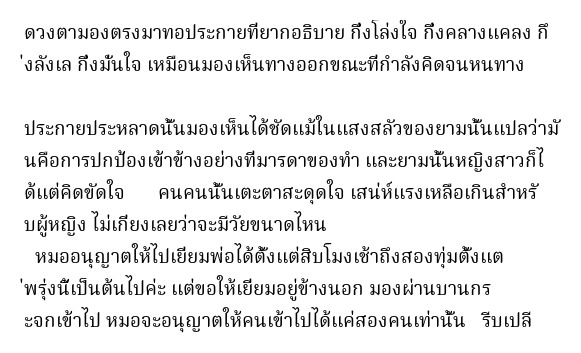 ดวงตามองตรงมาทอประกายที่ยากอธิบาย กึ่งโล่งใจ กึ่งคลางแคลง กึ
่งลังเล กึ่งมั่นใจ เหมือนมองเห็นทางออกขณะที่กำลังคิดจนหนทาง
ประกายประหลาดนั้นมองเห็นได้ชัดแม้ในแสงสลัวของยามนั้นแปลว่ามั
นคือการปกป้องเข้าข้างอย่างที่มารดาของทำ และยามนั้นหญิงสาวก็ไ
ด้แต่คิดขัดใจ คนคนนั้นเตะตาสะดุดใจ เสน่ห์แรงเหลือเกินสำหรั
บผู้หญิง ไม่เกี่ยงเลยว่าจะมีวัยขนาดไหน
หมออนุญาตให้ไปเยี่ยมพ่อได้ตั้งแต่สิบโมงเช้าถึงสองทุ่มตั้งแต
่พรุ่งนี้เป็นต้นไปค่ะ แต่ขอให้เยี่ยมอยู่ข้างนอก มองผ่านบานกร
ะจกเข้าไป หมอจะอนุญาตให้คนเข้าไปได้แค่สองคนเท่านั้น รีบเปลี